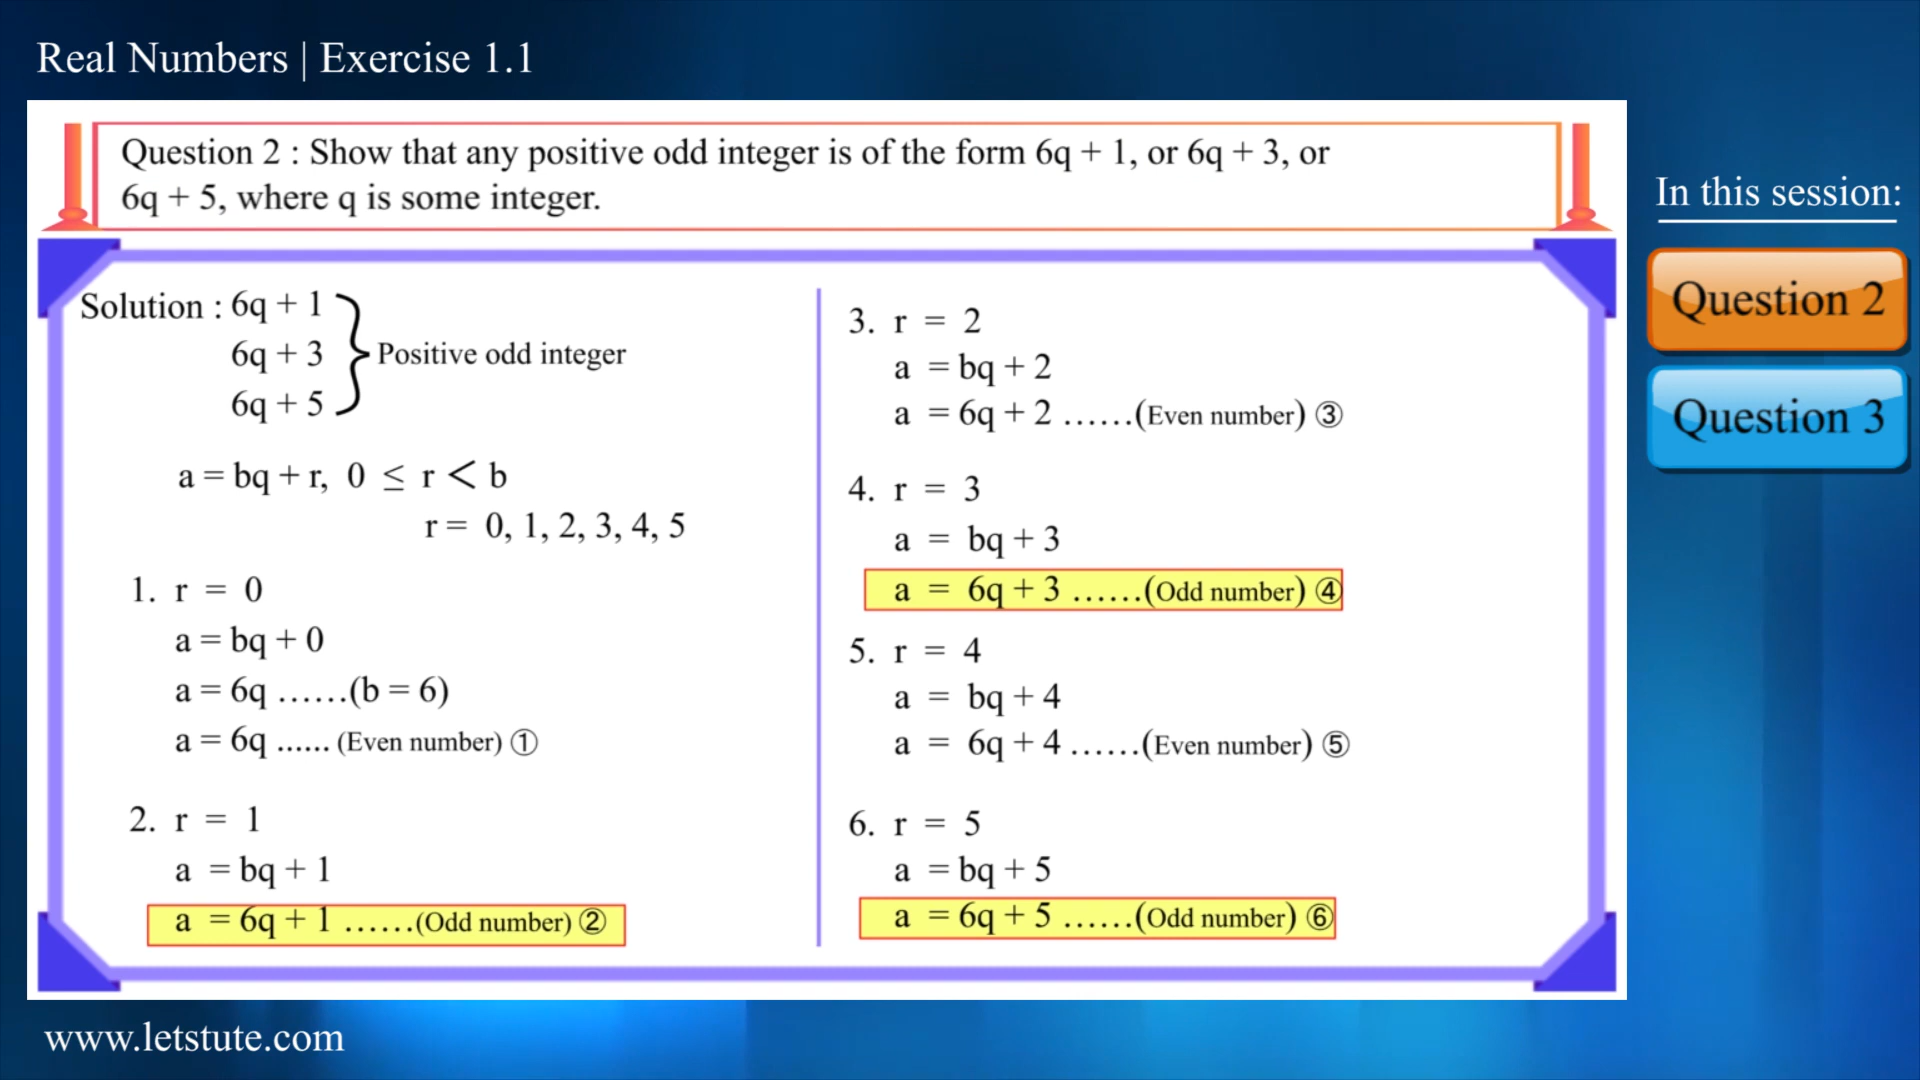 Real Numbers | Exercise 1.1
Question 2 : Show that any positive odd integer is of the form 6q + 1, or 6q + 3, or
6q + 5, where q is some integer.
Solution : 6q + 1
6q + 3
Positive odd integer
6q + 5
a = bq + r, 0 ≤ r < b
r = 0, 1, 2, 3, 4, 5
1. r = 0
a = bq + 0
a = 6q ......(b = 6)
a = 6q ...... (Even number) ①
2. r = 1
a = bq + 1
a = 6q + 1 ......(Odd number) ②
3. r = 2
a = bq + 2
a = 6q + 2 ......(Even number) ③
4. r = 3
a = bq + 3
a = 6q + 3 ......(Odd number) ④
5. r = 4
a = bq + 4
a = 6q + 4 ......(Even number) ⑤
6. r = 5
a = bq + 5
a = 6q + 5 ......(Odd number) ⑥
In this session:
Question 2
Question 3
www.letstute.com